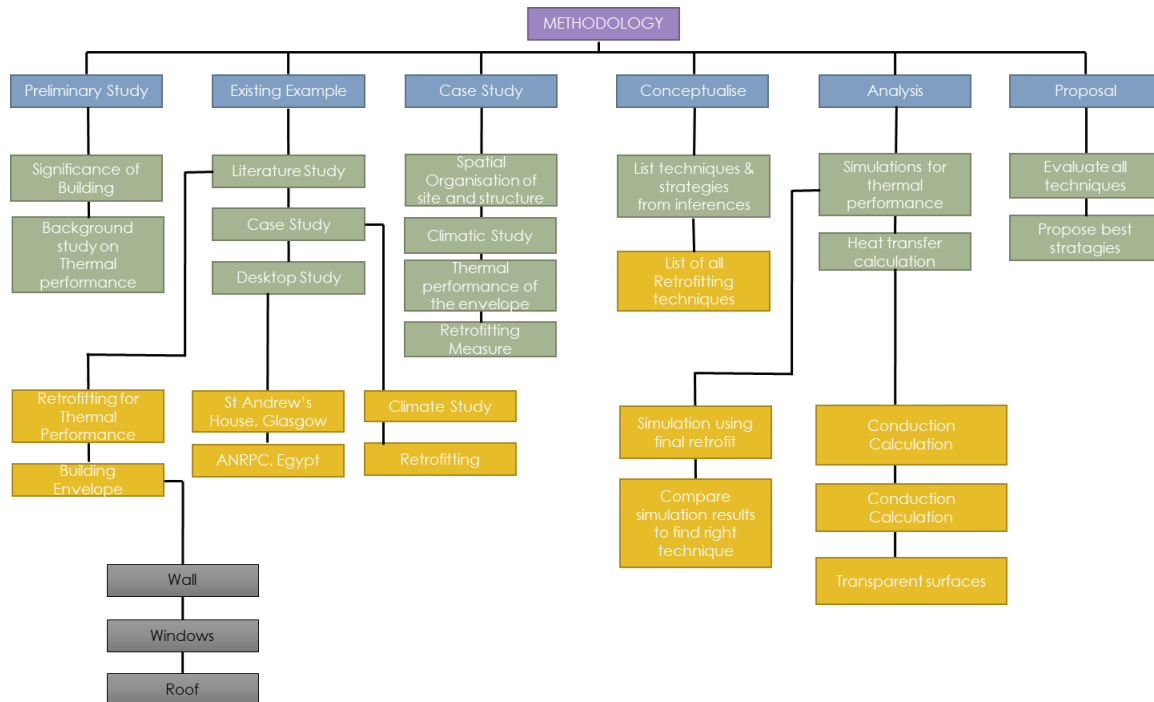 METHODOLOGY
Preliminary Study
Existing Example
Case Study
Conceptualise
Analysis
Proposal
Significance of
Building
Background
study on
Thermal
performance
Literature Study
Case Study
Desktop Study
Spatial
Organisation of
site and structure
Climatic Study
Thermal
performance of
the envelope
Retrofitting
Measure
List techniques &
strategies
from inferences
List of all
Retrofitting
techniques
Simulations for
thermal
performance
Heat transfer
calculation
Evaluate all
techniques
Propose best
stratagies
Retrofitting for
Thermal
Performance
Building
Envelope
St Andrew’s
House, Glasgow
ANRPC, Egypt
Climate Study
Retrofitting
Simulation using
final retrofit
Compare
simulation results
to find right
technique
Conduction
Calculation
Conduction
Calculation
Transparent surfaces
Wall
Windows
Roof